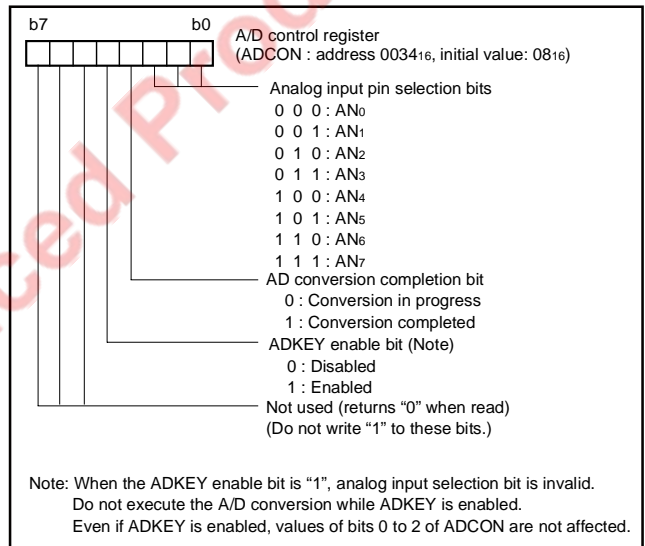 b7 b0
A/D control register
(ADCON : address 003416, initial value: 0816)
Analog input pin selection bits
0 0 0 : AN0
0 0 1 : AN1
0 1 0 : AN2
0 1 1 : AN3
1 0 0 : AN4
1 0 1 : AN5
1 1 0 : AN6
1 1 1 : AN7
AD conversion completion bit
0 : Conversion in progress
1 : Conversion completed
ADKEY enable bit (Note)
0 : Disabled
1 : Enabled
Not used (returns “0” when read)
(Do not write “1” to these bits.)
Note: When the ADKEY enable bit is “1”, analog input selection bit is invalid.
Do not execute the A/D conversion while ADKEY is enabled.
Even if ADKEY is enabled, values of bits 0 to 2 of ADCON are not affected.